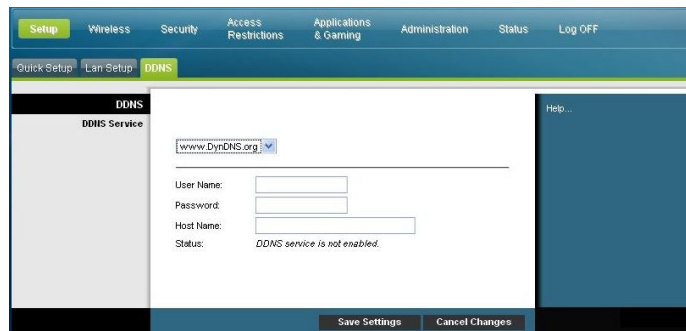 Setup Wireless Security Access Restrictions Applications & Gaming Administration Status Log OFF
Quick Setup Lan Setup DDNS
DDNS
DDNS Service
Help...
www.DynDNS.org
User Name:
Password:
Host Name:
Status: DDNS service is not enabled.
Save Settings Cancel Changes